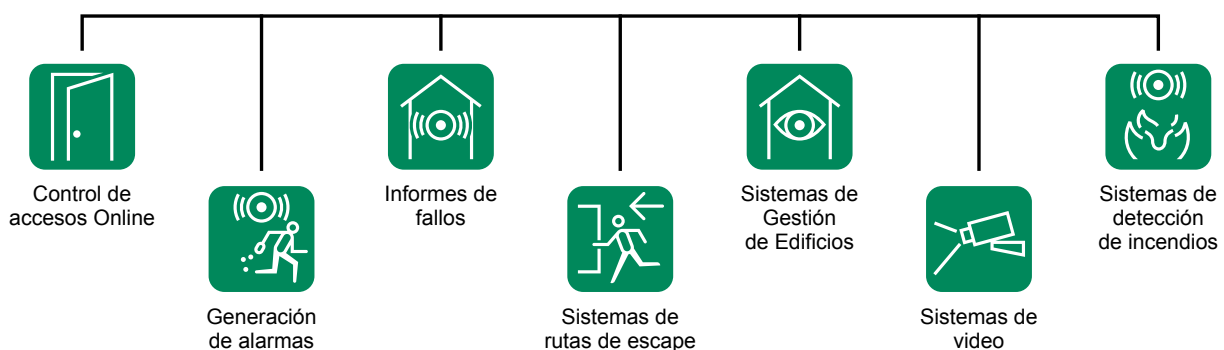 Control de
accesos Online
Generación
de alarmas
Informes de
fallos
Sistemas de
rutas de escape
Sistemas de
Gestión
de Edificios
Sistemas de
video
Sistemas de
detección
de incendios